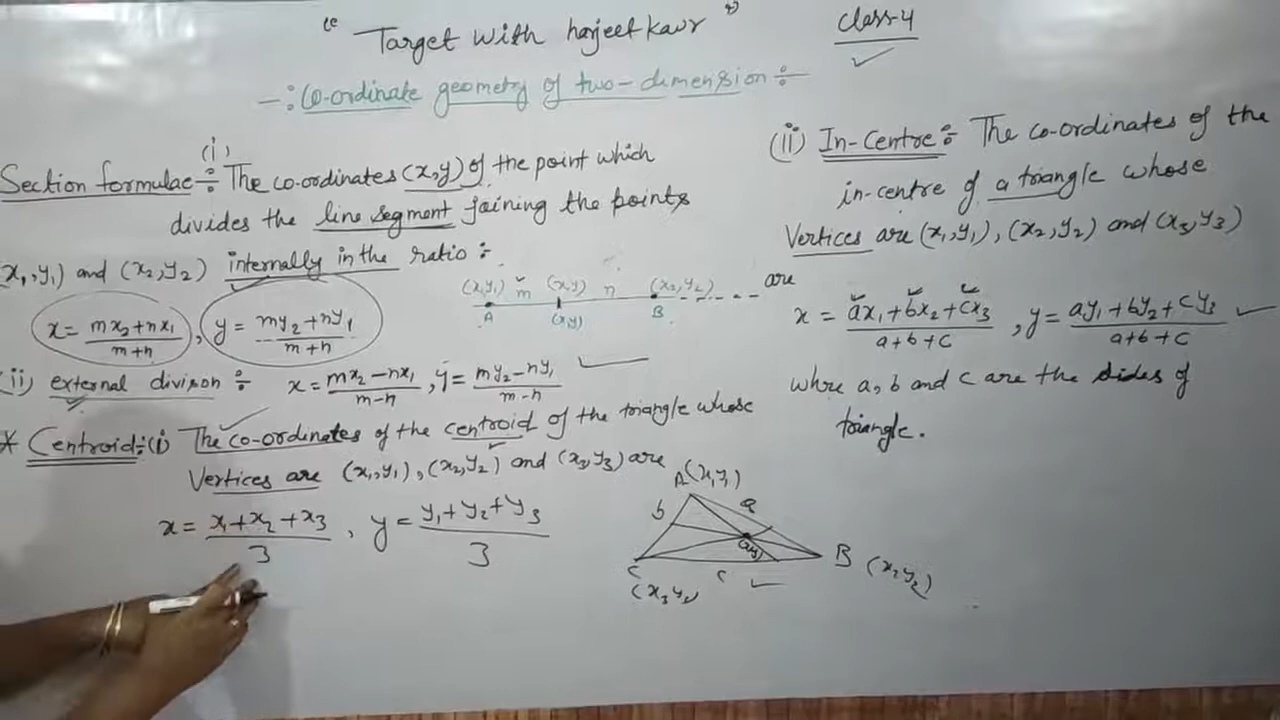 " Target with harjeet kaur "
class-4
-: Co-ordinate geometry of two-dimension :-
(i)
Section formulae :- The co-ordinates (x,y) of the point which
divides the line segment joining the points
x₁,y₁) and (x₂,y₂) internally in the ratio :-
x = mx₂+nx₁/m+n , y = my₂+ny₁/m+n
(x₁,y₁) m (x,y) n (x₂,y₂)
A (x,y) B
(ii) external divison :- x = mx₂-nx₁/m-n , y = my₂-ny₁/m-n
* Centroid:-(i) The co-ordinates of the centroid of the triangle whose
Vertices are (x₁,y₁), (x₂,y₂) and (x₃,y₃) are
x = x₁+x₂+x₃/3 , y = y₁+y₂+y₃/3
A (x₁,y₁)
b a
(x,y)
C c B (x₂y₂)
(x₃y₃)
(ii) In-Centre :- The co-ordinates of the
in-centre of a triangle whose
Vertices are (x₁,y₁), (x₂,y₂) and (x₃,y₃)
are
x = ax₁+bx₂+cx₃/a+b+c , y = ay₁+by₂+cy₃/a+b+c
whre a, b and c are the sides of
triangle.